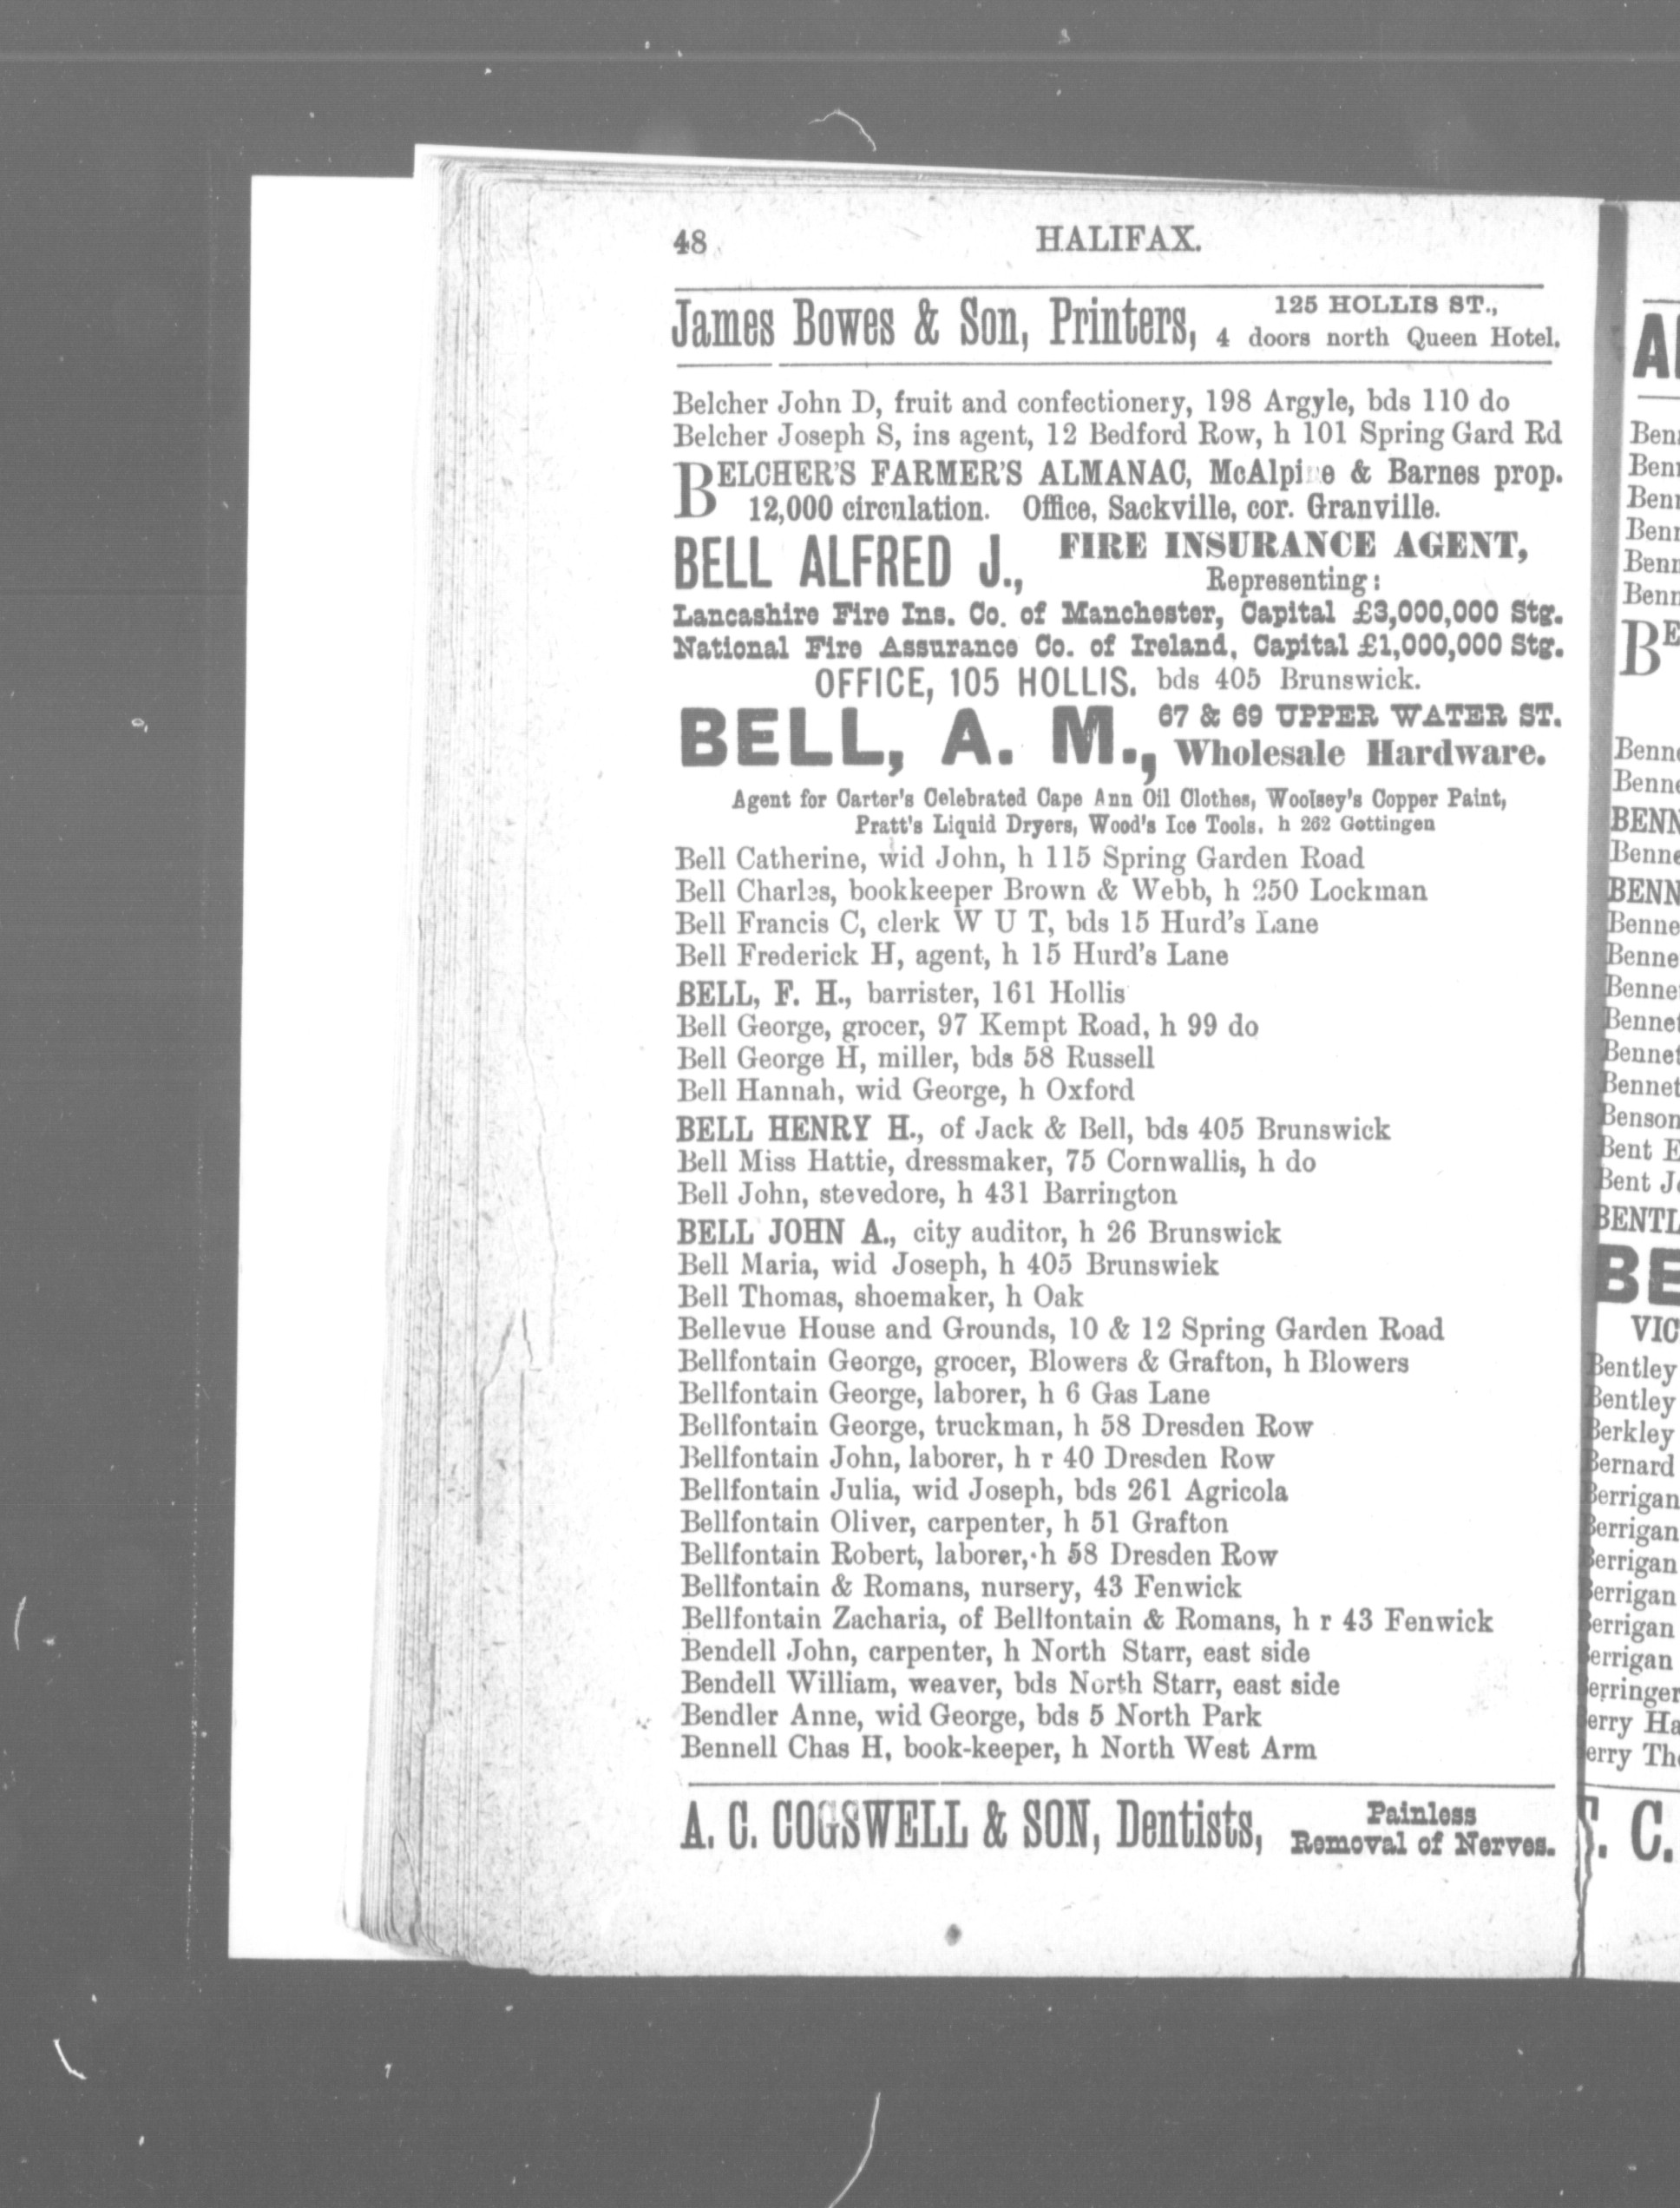 48 HALIFAX.
James Bowes & Son, Printers, 125 HOLLIS ST.,
4 doors north Queen Hotel.
Belcher John D, fruit and confectionery, 198 Argyle, bds 110 do
Belcher Joseph S, ins agent, 12 Bedford Row, h 101 Spring Gard Rd
BELCHER'S FARMER'S ALMANAC, McAlpine & Barnes prop.
12,000 circulation. Office, Sackville, cor. Granville.
BELL ALFRED J., FIRE INSURANCE AGENT,
Representing:
Lancashire Fire Ins. Co. of Manchester, Capital £3,000,000 Stg.
National Fire Assurance Co. of Ireland, Capital £1,000,000 Stg.
OFFICE, 105 HOLLIS. bds 405 Brunswick.
BELL, A. M., 67 & 69 UPPER WATER ST.
Wholesale Hardware.
Agent for Carter's Celebrated Cape Ann Oil Clothes, Woolsey's Copper Paint,
Pratt's Liquid Dryers, Wood's Ice Tools. h 262 Gottingen
Bell Catherine, wid John, h 115 Spring Garden Road
Bell Charles, bookkeeper Brown & Webb, h 250 Lockman
Bell Francis C, clerk W U T, bds 15 Hurd's Lane
Bell Frederick H, agent, h 15 Hurd's Lane
BELL, F. H., barrister, 161 Hollis
Bell George, grocer, 97 Kempt Road, h 99 do
Bell George H, miller, bds 58 Russell
Bell Hannah, wid George, h Oxford
BELL HENRY H., of Jack & Bell, bds 405 Brunswick
Bell Miss Hattie, dressmaker, 75 Cornwallis, h do
Bell John, stevedore, h 431 Barrington
BELL JOHN A., city auditor, h 26 Brunswick
Bell Maria, wid Joseph, h 405 Brunswiek
Bell Thomas, shoemaker, h Oak
Bellevue House and Grounds, 10 & 12 Spring Garden Road
Bellfontain George, grocer, Blowers & Grafton, h Blowers
Bellfontain George, laborer, h 6 Gas Lane
Bellfontain George, truckman, h 58 Dresden Row
Bellfontain John, laborer, h r 40 Dresden Row
Bellfontain Julia, wid Joseph, bds 261 Agricola
Bellfontain Oliver, carpenter, h 51 Grafton
Bellfontain Robert, laborer, h 58 Dresden Row
Bellfontain & Romans, nursery, 43 Fenwick
Bellfontain Zacharia, of Bellfontain & Romans, h r 43 Fenwick
Bendell John, carpenter, h North Starr, east side
Bendell William, weaver, bds North Starr, east side
Bendler Anne, wid George, bds 5 North Park
Bennell Chas H, book-keeper, h North West Arm
A. C. COGSWELL & SON, Dentists, Painless
Removal of Nerves.
Benson
Bentley
Bentley
Berkley
Bernard
Berrigan